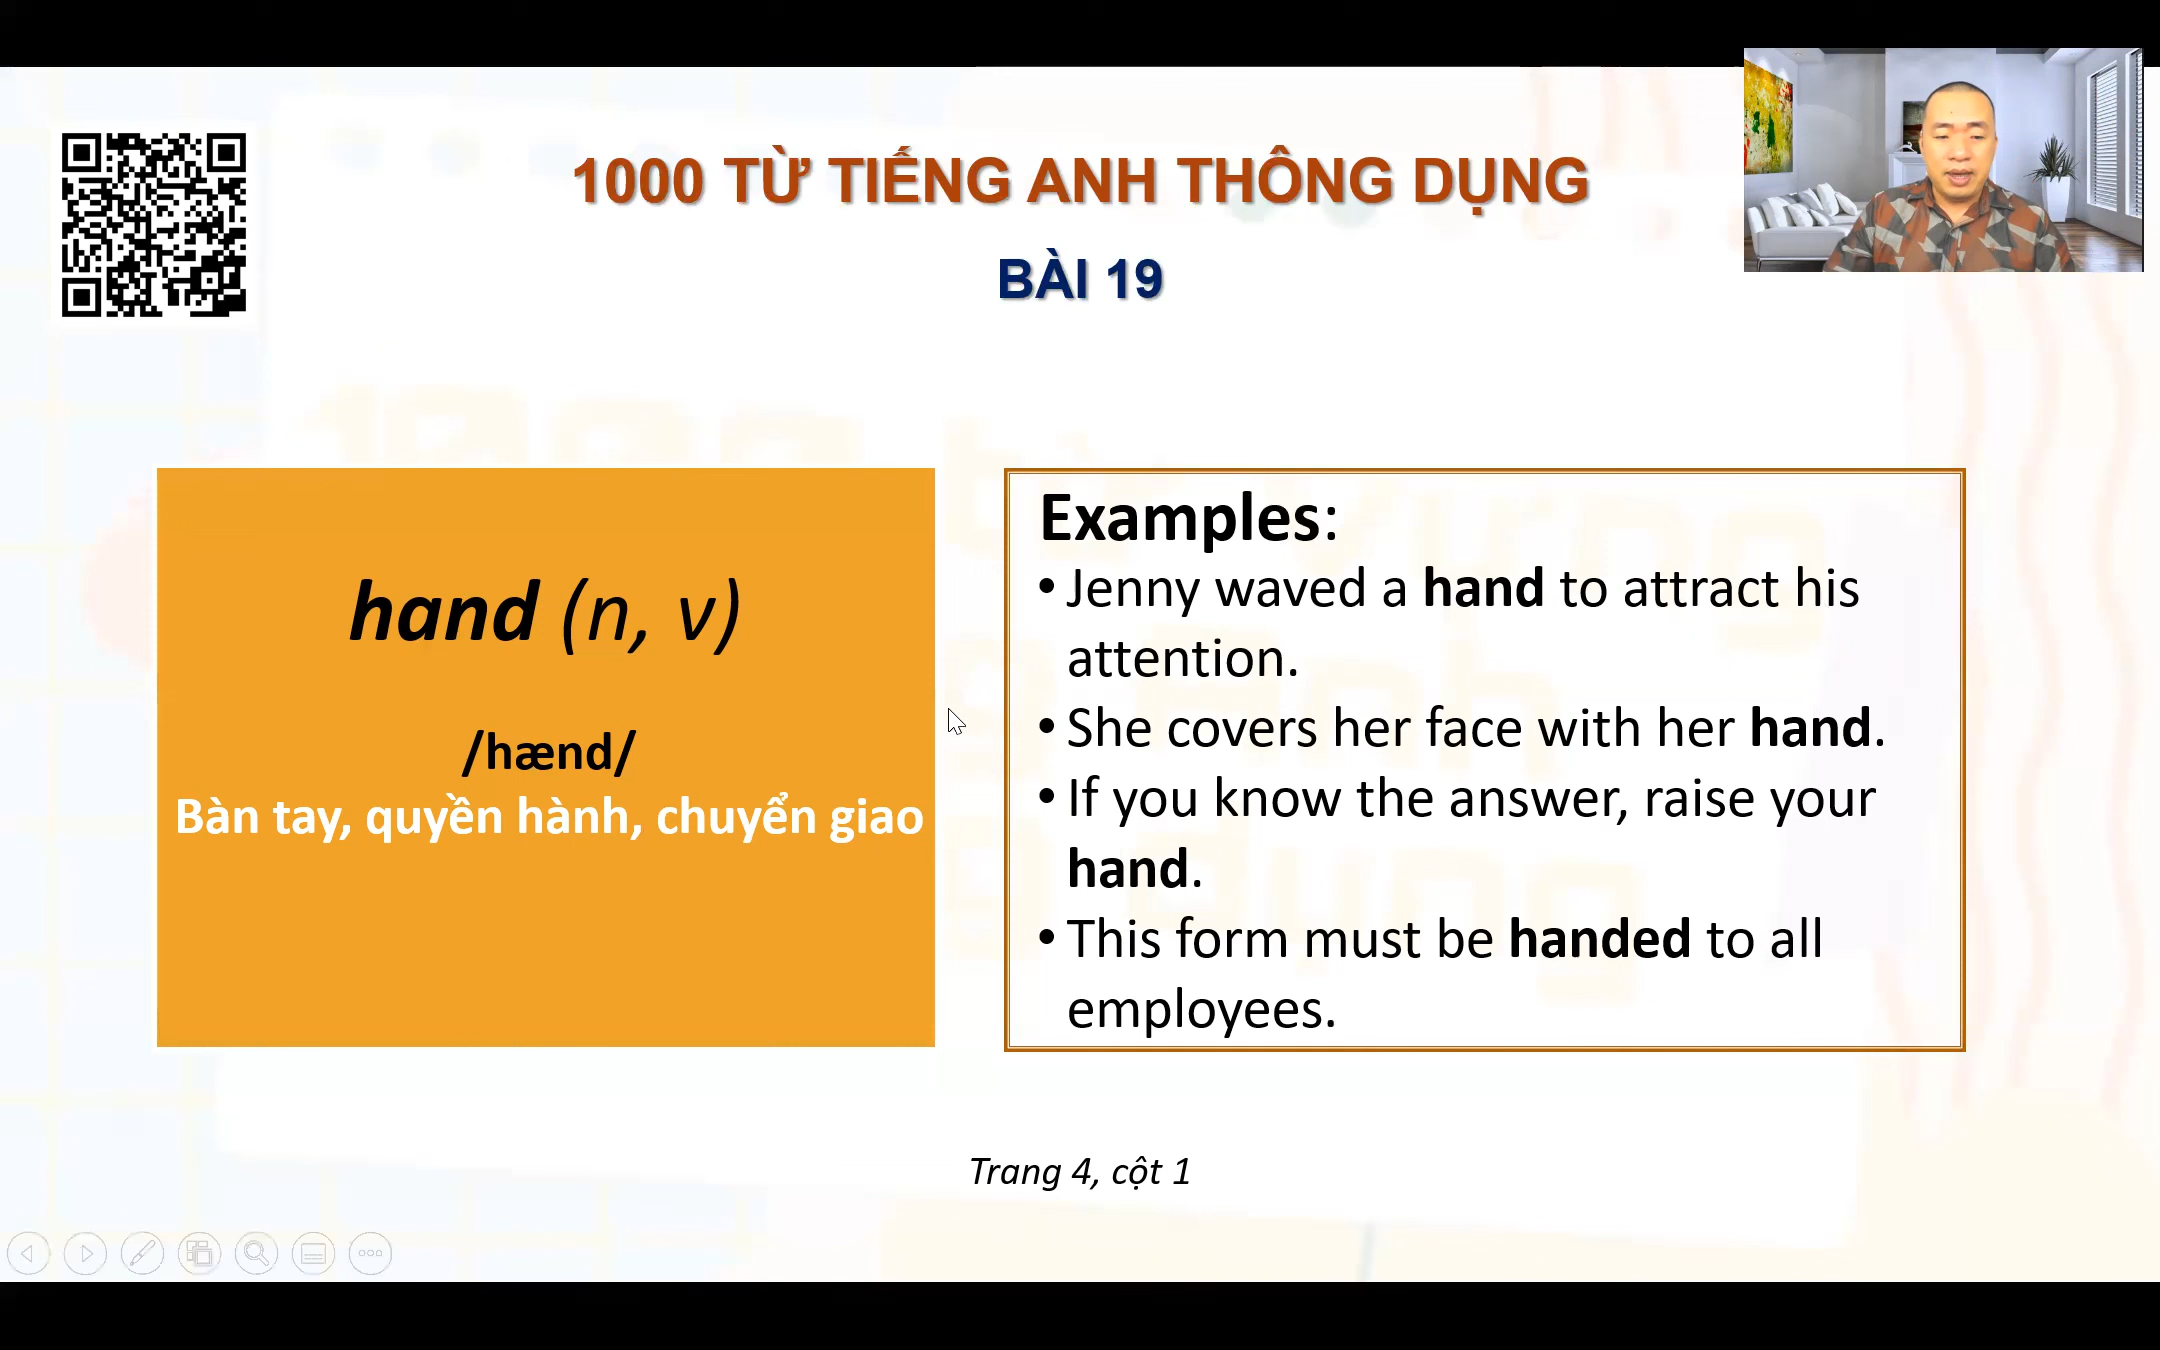 1000 TỪ TIẾNG ANH THÔNG DỤNG
BÀI 19
hand (n, v)
/hænd/
Bàn tay, quyền hành, chuyển giao
Examples:
• Jenny waved a hand to attract his
attention.
• She covers her face with her hand.
• If you know the answer, raise your
hand.
• This form must be handed to all
employees.
Trang 4, cột 1